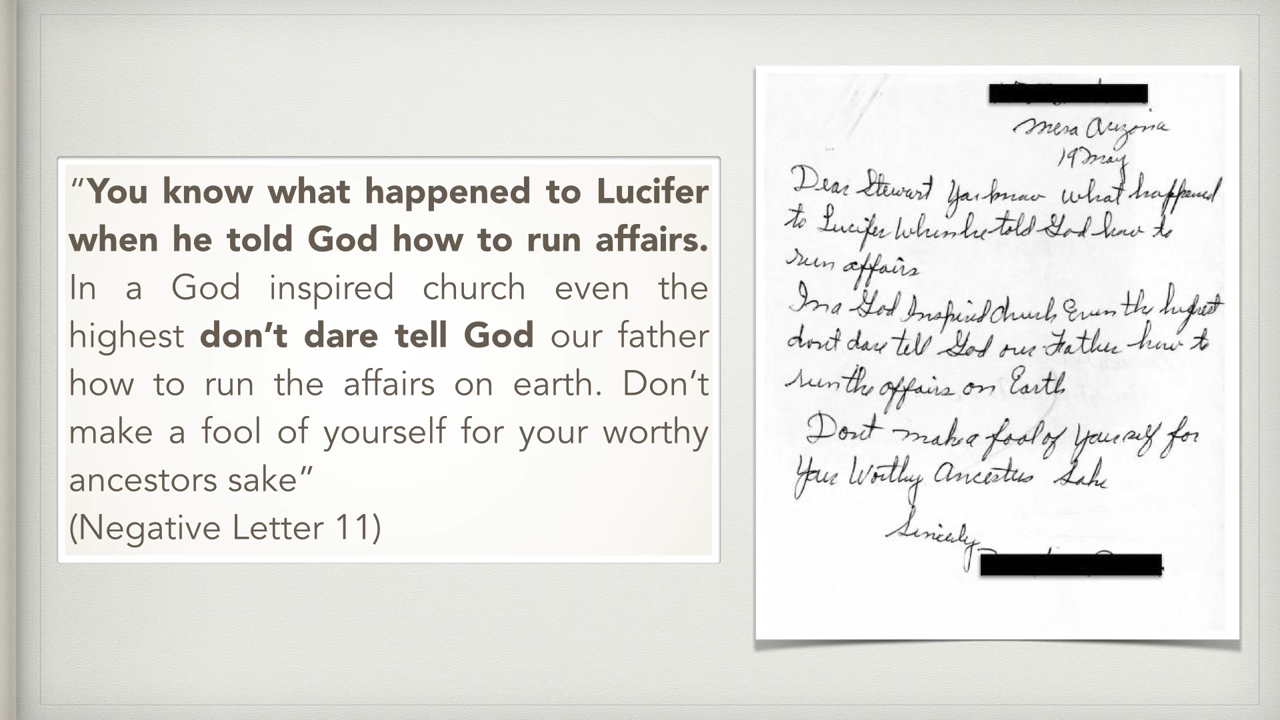 “You know what happened to Lucifer
when he told God how to run affairs.
In a God inspired church even the
highest don’t dare tell God our father
how to run the affairs on earth. Don’t
make a fool of yourself for your worthy
ancestors sake”
(Negative Letter 11)
Mesa Arizona
19 May
Dear Stewart You know what happened
to Lucifer When he told God how to
run affairs
In a God Inspired church Even the highest
dont dare tell God our Father how to
run the affairs on Earth
Dont make a fool of yourself for
Your Worthy Ancestors Sake
Sincerely